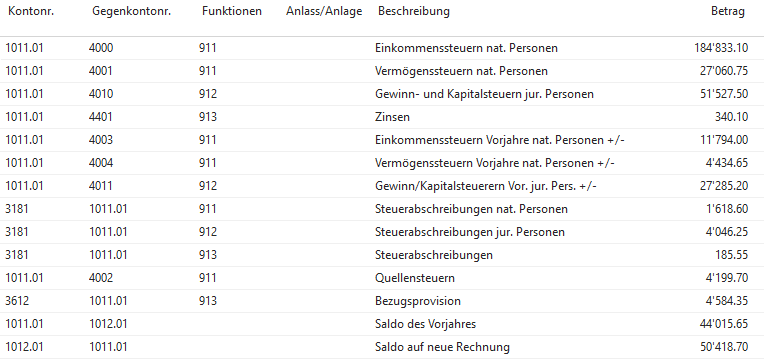 Kontonr. Gegenkontonr. Funktionen Anlass/Anlage Beschreibung Betrag
1011.01 4000 911 Einkommenssteuern nat. Personen 184'833.10
1011.01 4001 911 Vermögenssteuern nat. Personen 27'060.75
1011.01 4010 912 Gewinn- und Kapitalsteuern jur. Personen 51'527.50
1011.01 4401 913 Zinsen 340.10
1011.01 4003 911 Einkommenssteuern Vorjahre nat. Personen +/- 11'794.00
1011.01 4004 911 Vermögenssteuern Vorjahre nat. Personen +/- 4'434.65
1011.01 4011 912 Gewinn/Kapitalsteuerern Vor. jur. Pers. +/- 27'285.20
3181 1011.01 911 Steuerabschreibungen nat. Personen 1'618.60
3181 1011.01 912 Steuerabschreibungen jur. Personen 4'046.25
3181 1011.01 913 Steuerabschreibungen 185.55
1011.01 4002 911 Quellensteuern 4'199.70
3612 1011.01 913 Bezugsprovision 4'584.35
1011.01 1012.01 Saldo des Vorjahres 44'015.65
1012.01 1011.01 Saldo auf neue Rechnung 50'418.70